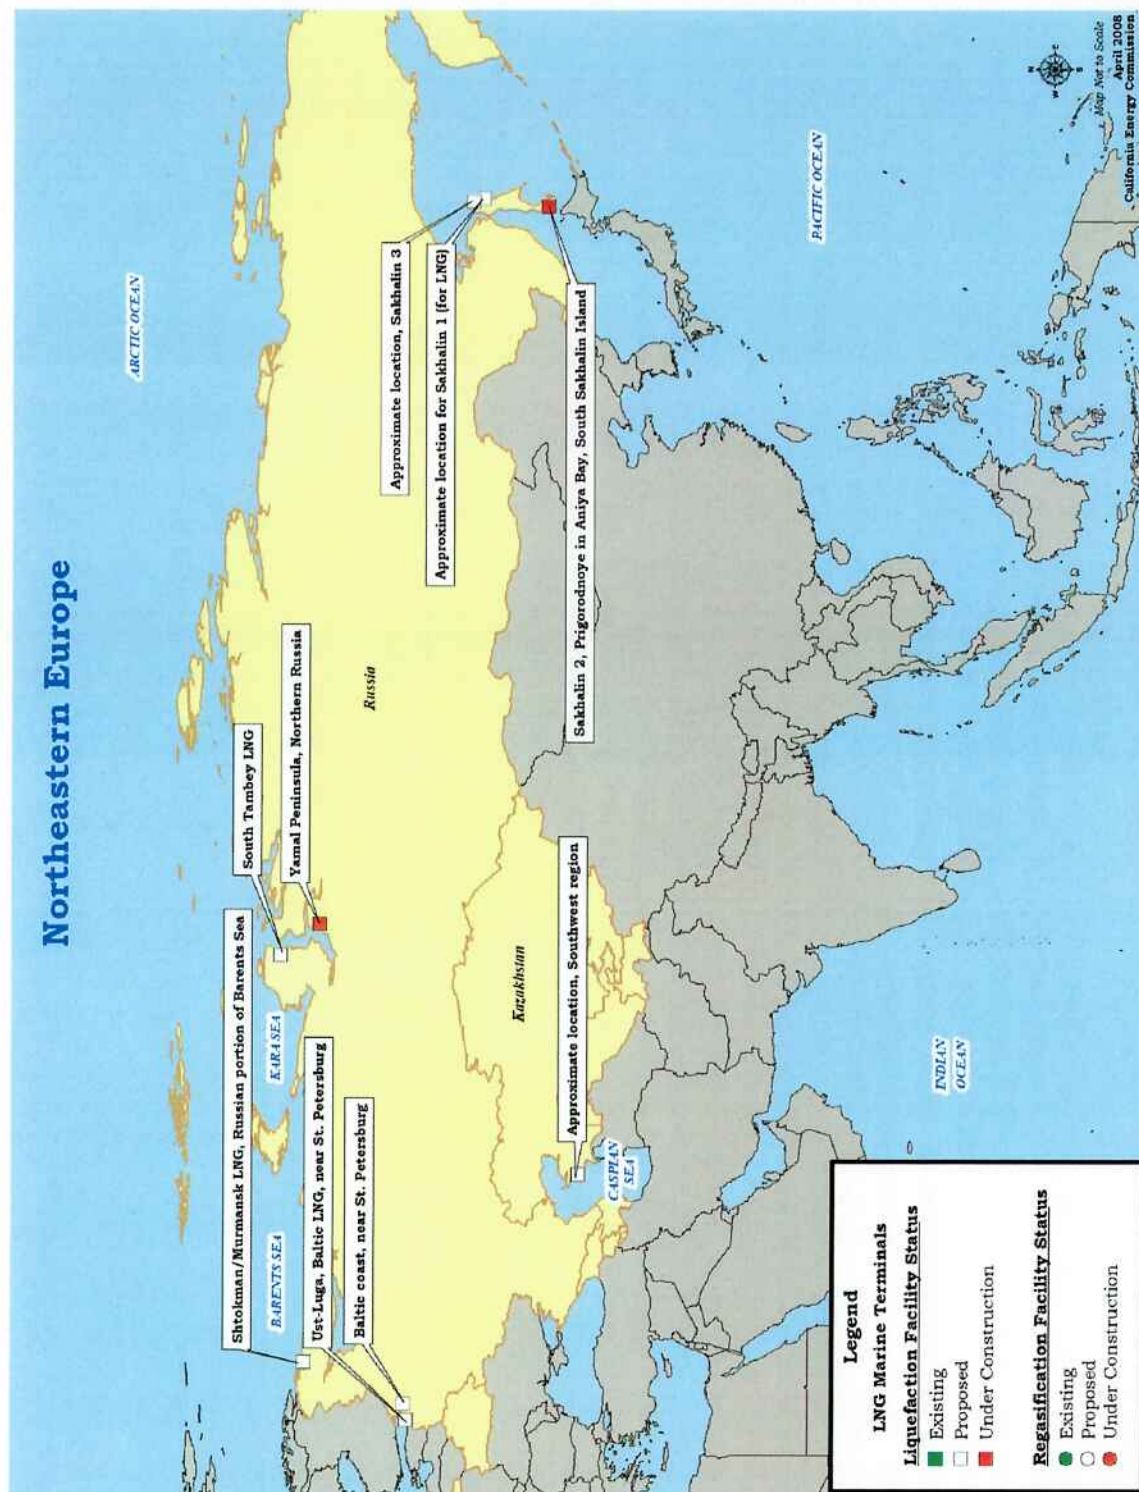 Northeastern Europe
ARCTIC OCEAN
Shtokman/Murmansk LNG, Russian portion of Barents Sea
South Tambey LNG
Yamal Peninsula, Northern Russia
BARENTS SEA
KARA SEA
Ust-Luga, Baltic LNG, near St. Petersburg
Baltic coast, near St. Petersburg
Russia
Approximate location, Sakhalin 3
Approximate location for Sakhalin 1 (for LNG)
Kazakhstan
Approximate location, Southwest region
Sakhalin 2, Prigorodnoye in Aniya Bay, South Sakhalin Island
CASPIAN
SEA
PACIFIC OCEAN
INDIAN
OCEAN
Legend
LNG Marine Terminals
Liquefaction Facility Status
Existing
Proposed
Under Construction
Regasification Facility Status
Existing
Proposed
Under Construction
N
W
E
S
Map Not to Scale
April 2008
California Energy Commission